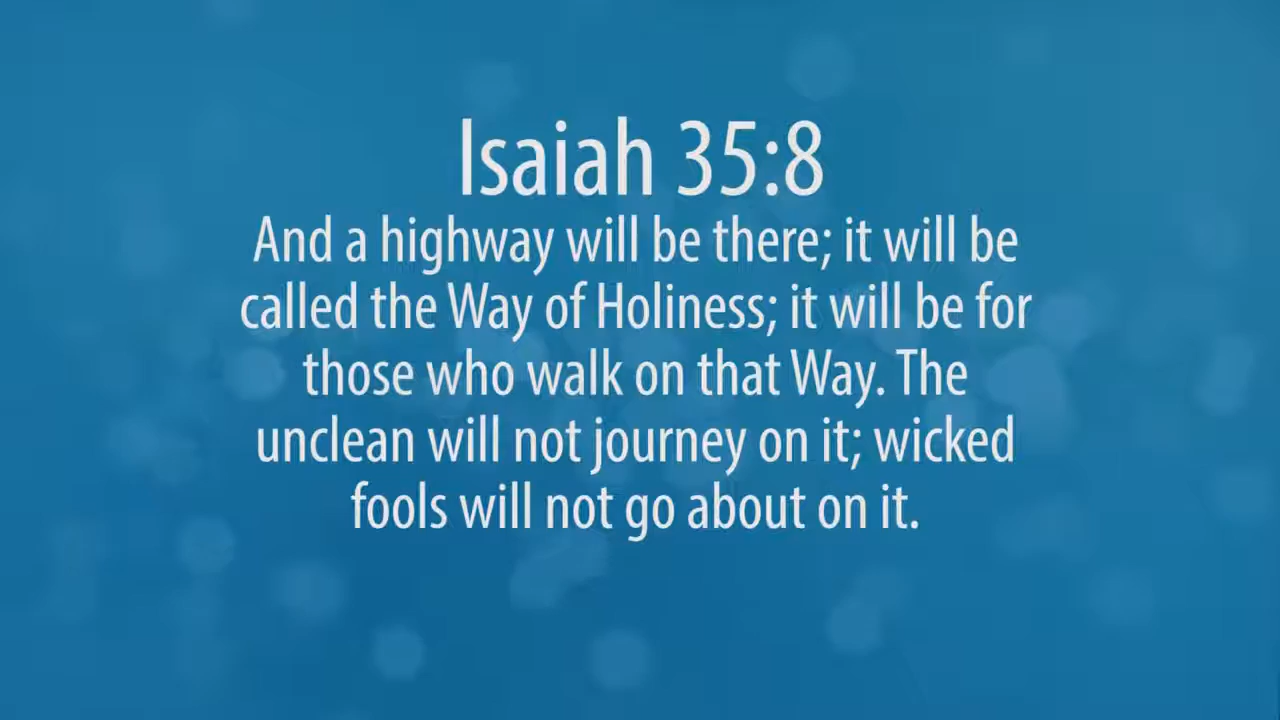 Isaiah 35:8
And a highway will be there; it will be
called the Way of Holiness; it will be for
those who walk on that Way. The
unclean will not journey on it; wicked
fools will not go about on it.